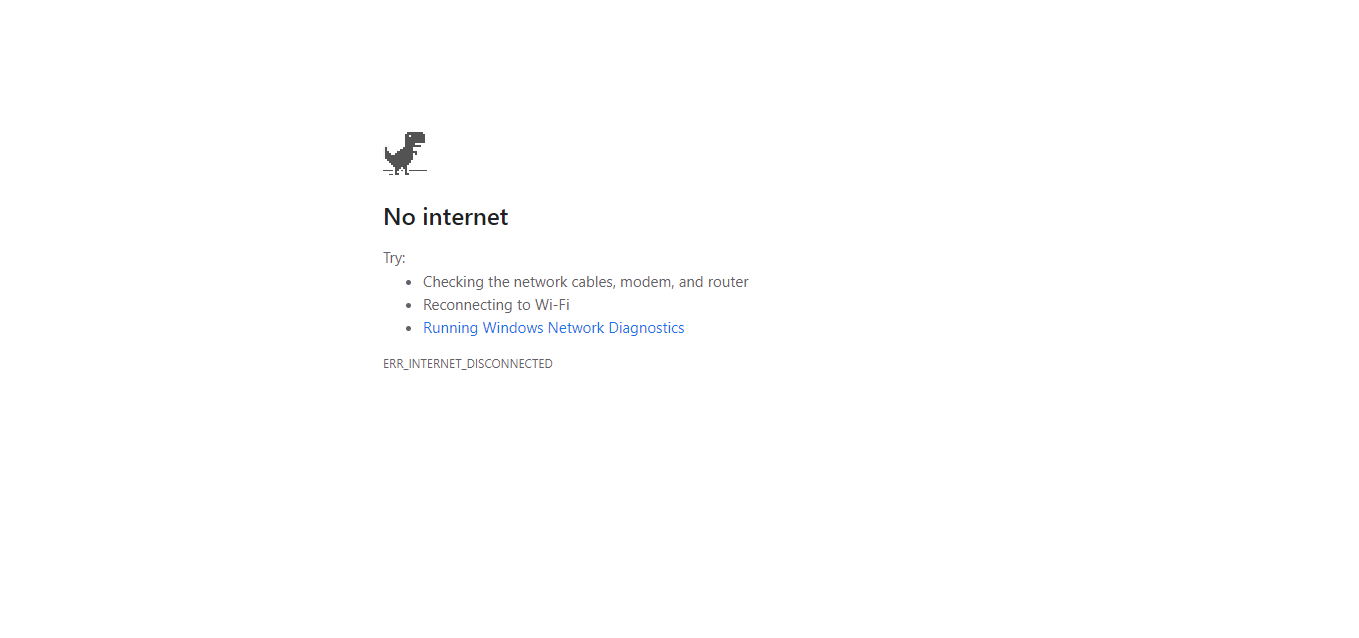 No internet
Try:
Checking the network cables, modem, and router
Reconnecting to Wi-Fi
Running Windows Network Diagnostics
ERR_INTERNET_DISCONNECTED